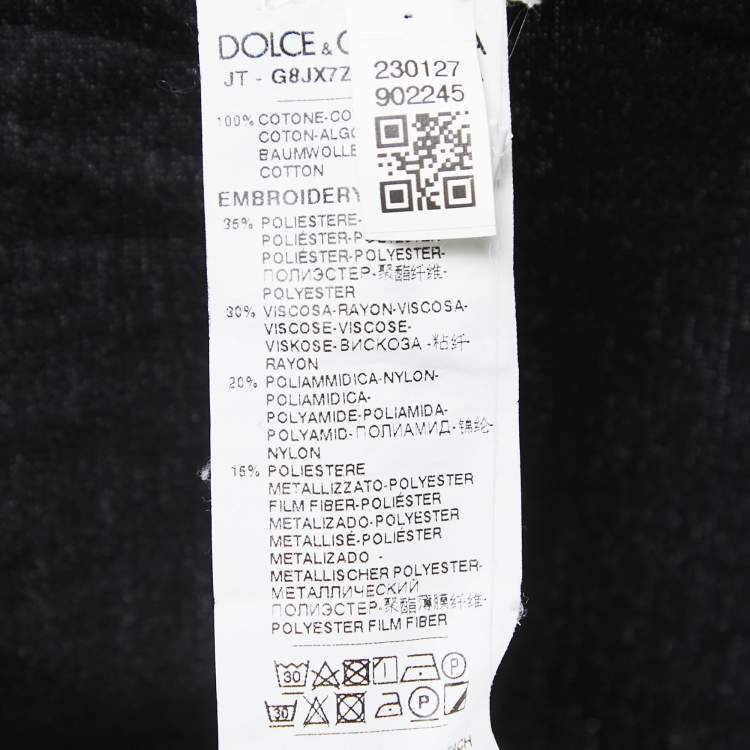 DOLCE &
JT - G8JX7Z
230127
902245
100% COTONE-CO
COTON-ALGO
BAUMWOLLE
COTTON
EMBROIDERY
35% POLIESTERE-
POLIÉSTER-
POLIÉSTER-POLYESTER-
ПОЛИЭСТЕР-聚酯纤维-
POLYESTER
30% VISCOSA-RAYON-VISCOSA-
VISCOSE-VISCOSE-
VISKOSE-ВИСКОЗА -粘纤-
RAYON
20% POLIAMMIDICA-NYLON-
POLIAMIDICA-
POLYAMIDE-POLIAMIDA-
POLYAMID-ПОЛИАМИД-锦纶-
NYLON
15% POLIESTERE
METALLIZZATO-POLYESTER
FILM FIBER-POLIÉSTER
METALIZADO-POLYESTER
METALLISÉ-POLIÉSTER
METALIZADO -
METALLISCHER POLYESTER-
МЕТАЛЛИЧЕСКИЙ
ПОЛИЭСТЕР-聚酯薄膜纤维-
POLYESTER FILM FIBER
30 P
30 P